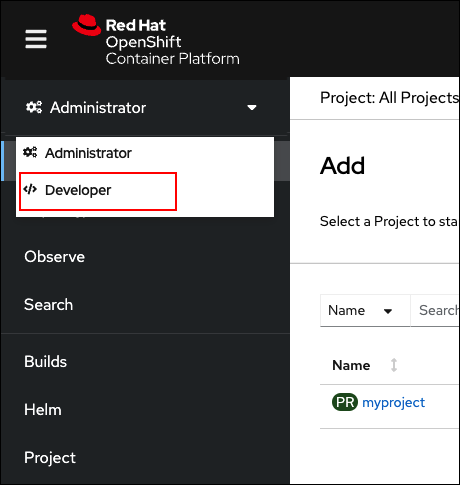 Red Hat
OpenShift
Container Platform
Administrator
Administrator
Developer
Observe
Search
Builds
Helm
Project
Project: All Projects
Add
Select a Project to sta
Name
Search
Name
PR myproject